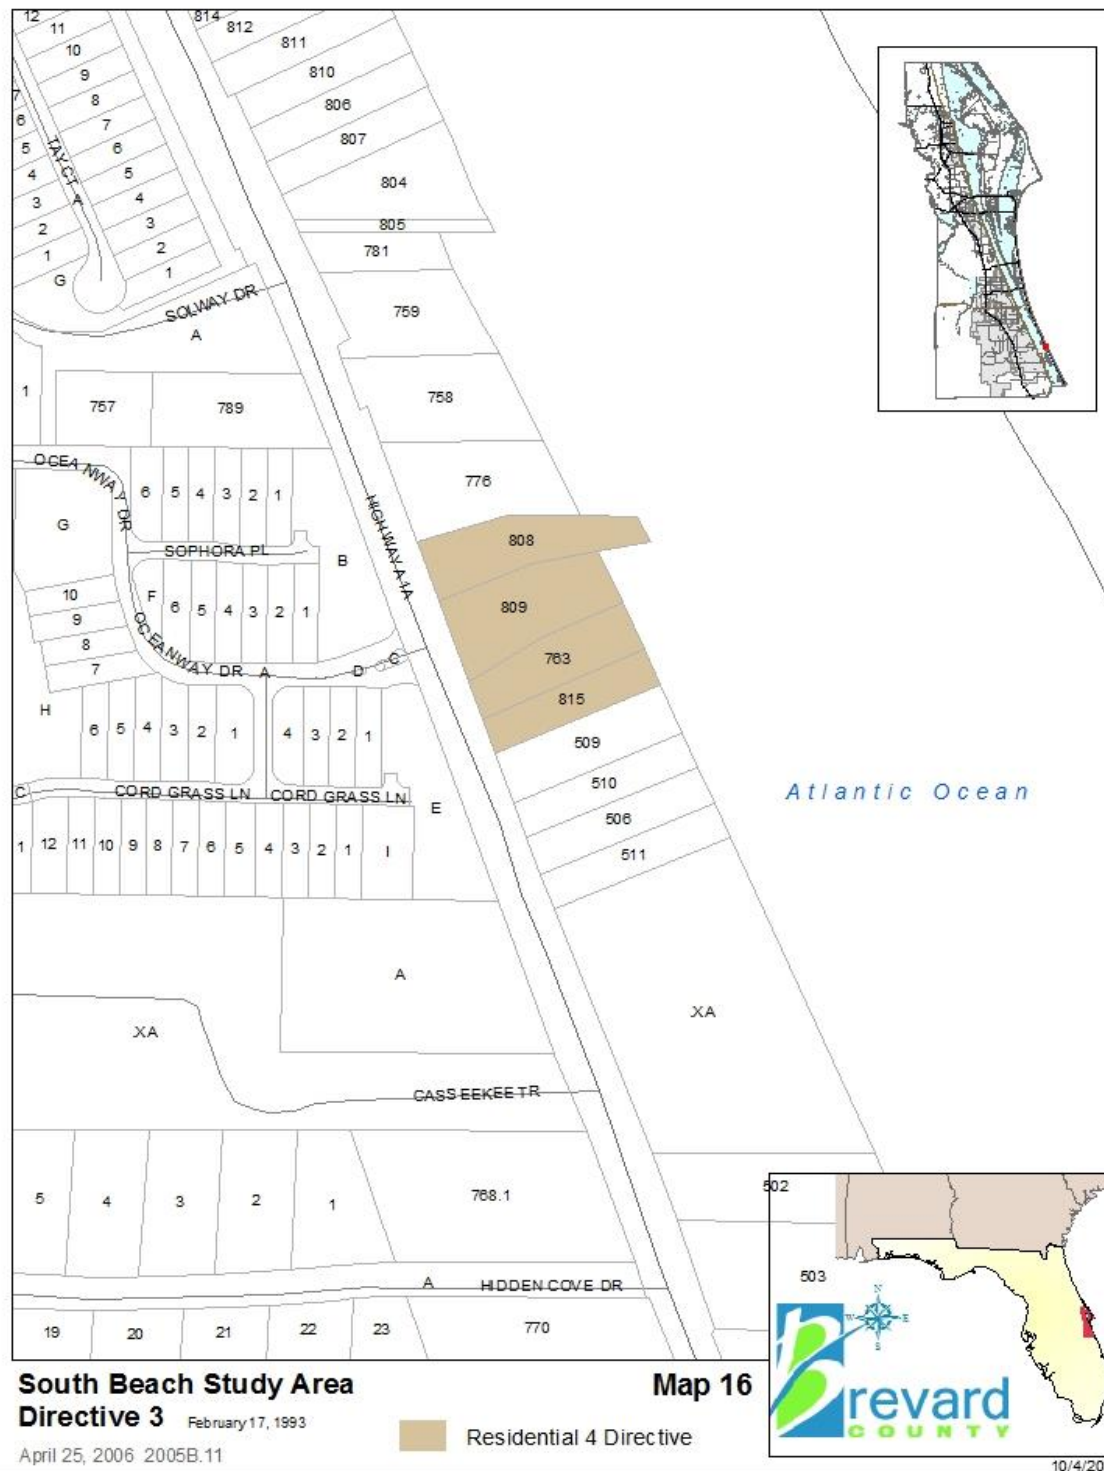 12
11
10
9
8
7
6
5
4
3
2
1
7
6
5
4
3
2
1
G
TAY CT
A
814
812
811
810
806
807
804
805
781
759
758
776
SOLWAY DR
A
1
757
789
OCEANWAY DR
6 5 4 3 2 1
G
SOPHORA PL
B
HIGHWAY A1A
F
6 5 4 3 2 1
10
9
8
7
OCEANWAY DR A
D
C
808
809
763
815
509
510
506
511
Atlantic Ocean
H
6 5 4 3 2 1
4 3 2 1
C
CORD GRASS LN
CORD GRASS LN
E
1 12 11 10 9 8 7 6 5 4 3 2 1 I
A
XA
XA
CASSEEKEE TR
5 4 3 2 1
768.1
502
503
A
HIDDEN COVE DR
19 20 21 22 23
770
N
W E
S
Brevard
COUNTY
South Beach Study Area
Map 16
Directive 3 February 17, 1993
Residential 4 Directive
April 25, 2006 2005B.11